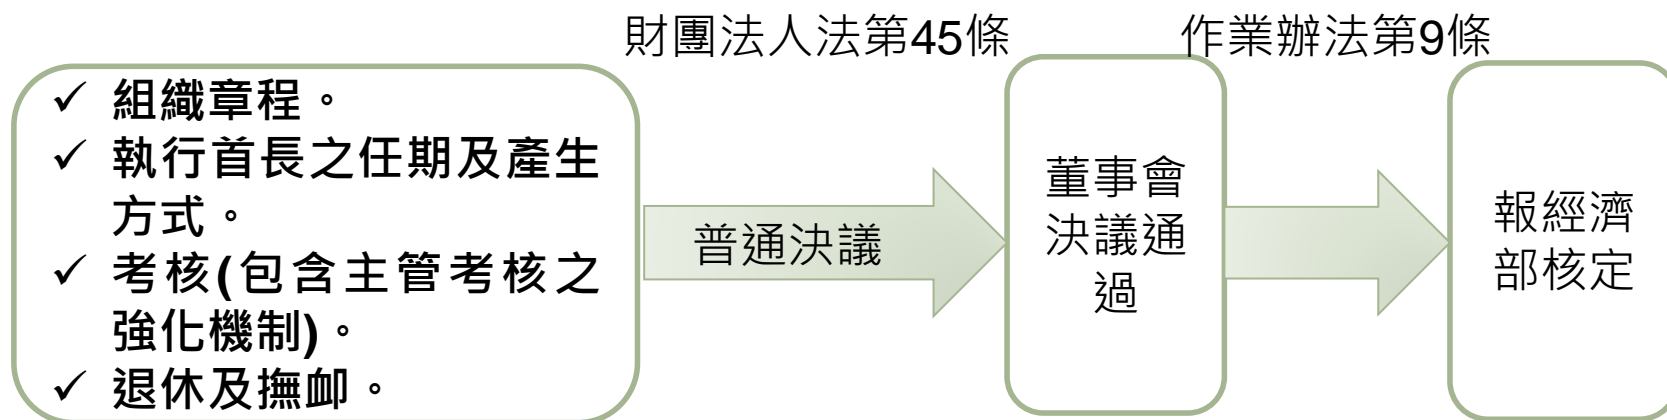 財團法人法第45條
作業辦法第9條
✓ 組織章程。
✓ 執行首長之任期及產生
方式。
✓ 考核(包含主管考核之
強化機制)。
✓ 退休及撫卹。
普通決議
董事會
決議通
過
報經濟
部核定